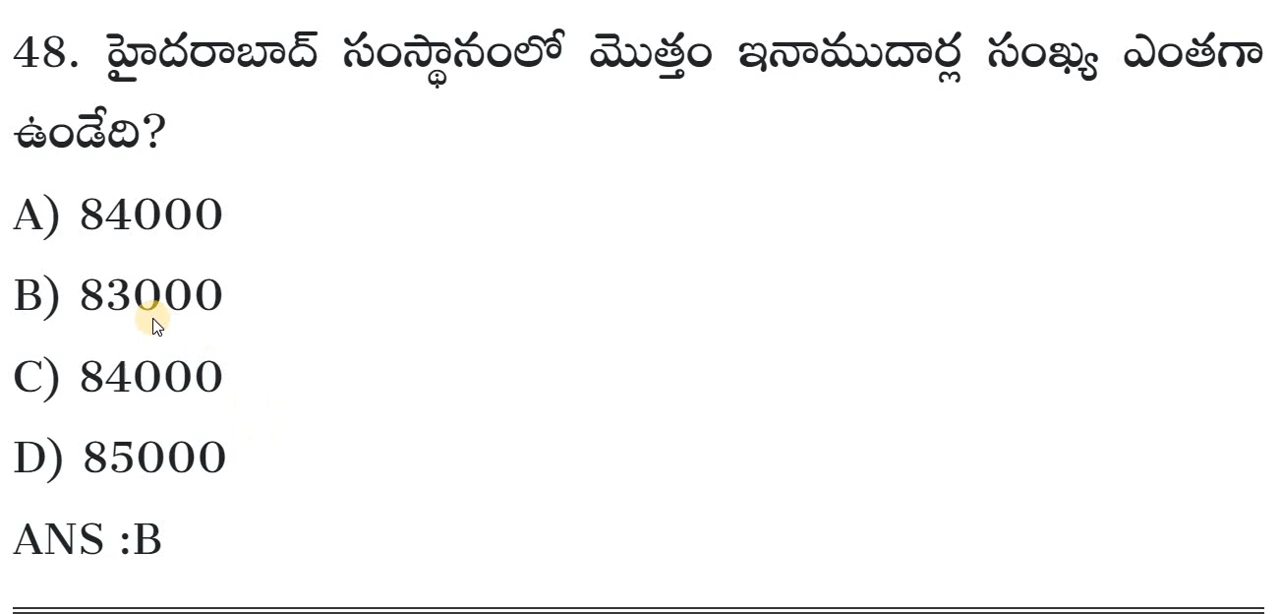 48. హైదరాబాద్ సంస్థానంలో మొత్తం ఇనాముదార్ల సంఖ్య ఎంతగా
ఉండేది?
A) 84000
B) 83000
C) 84000
D) 85000
ANS :B